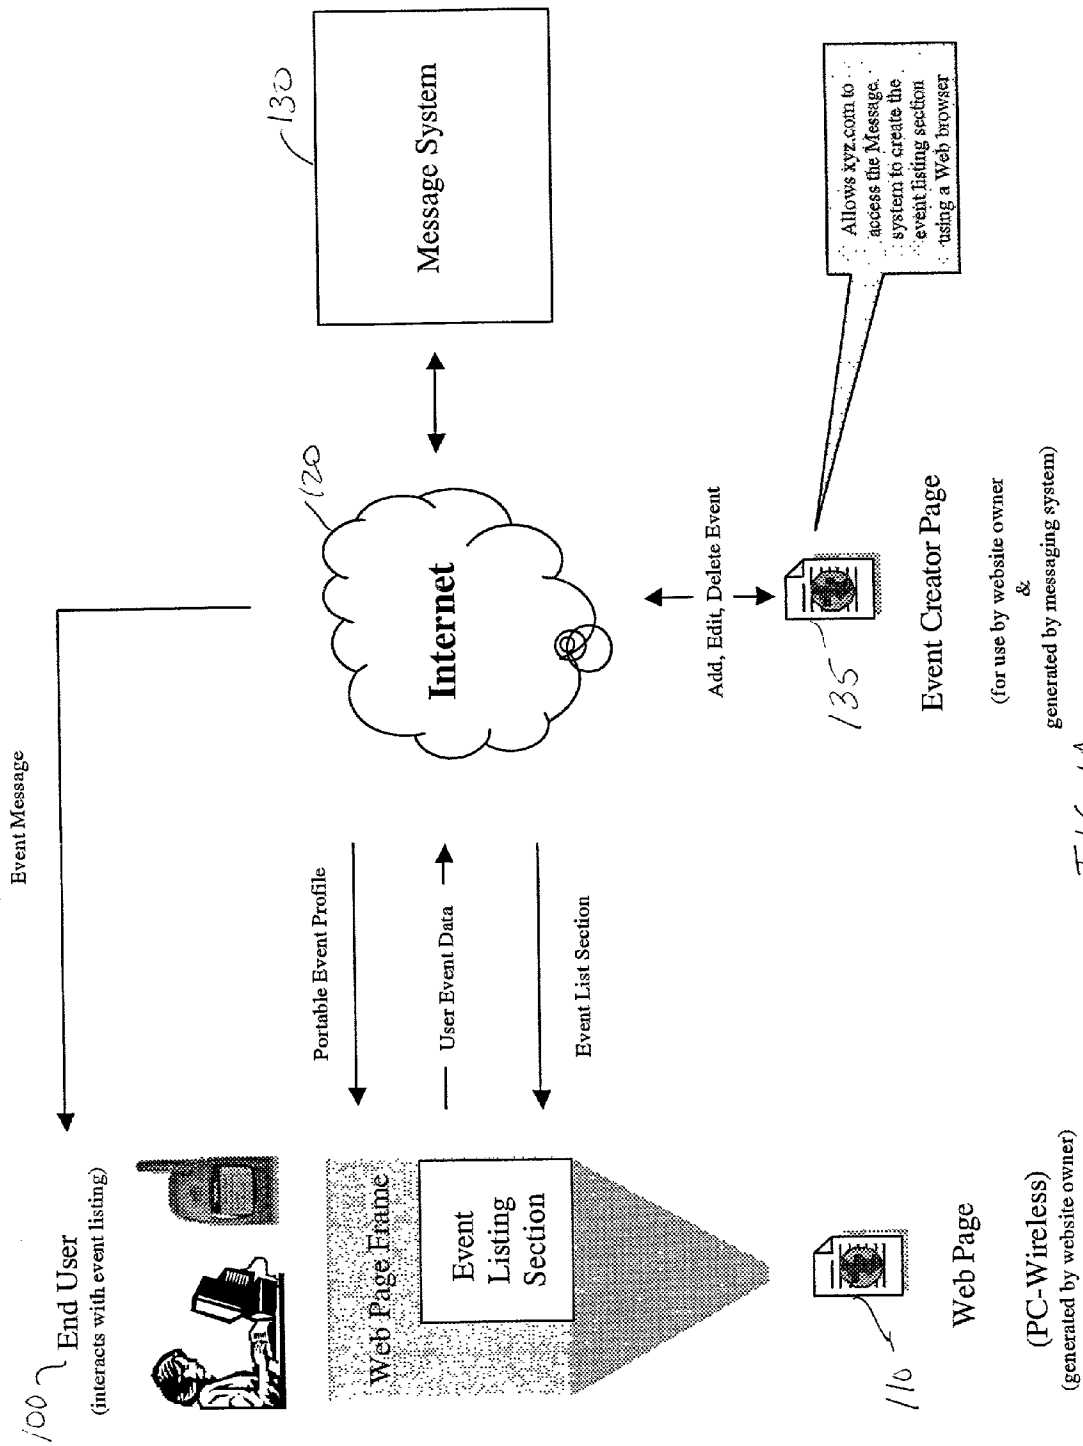 100
End User
(interacts with event listing)
Event Message
Web Page Frame
Event
Listing
Section
Portable Event Profile
User Event Data
Event List Section
120
Internet
130
Message System
110
Web Page
(PC-Wireless)
(generated by website owner)
Add, Edit, Delete Event
135
Event Creator Page
(for use by website owner
&
generated by messaging system)
Allows xyz.com to
access the Message
system to create the
event listing section
using a Web browser